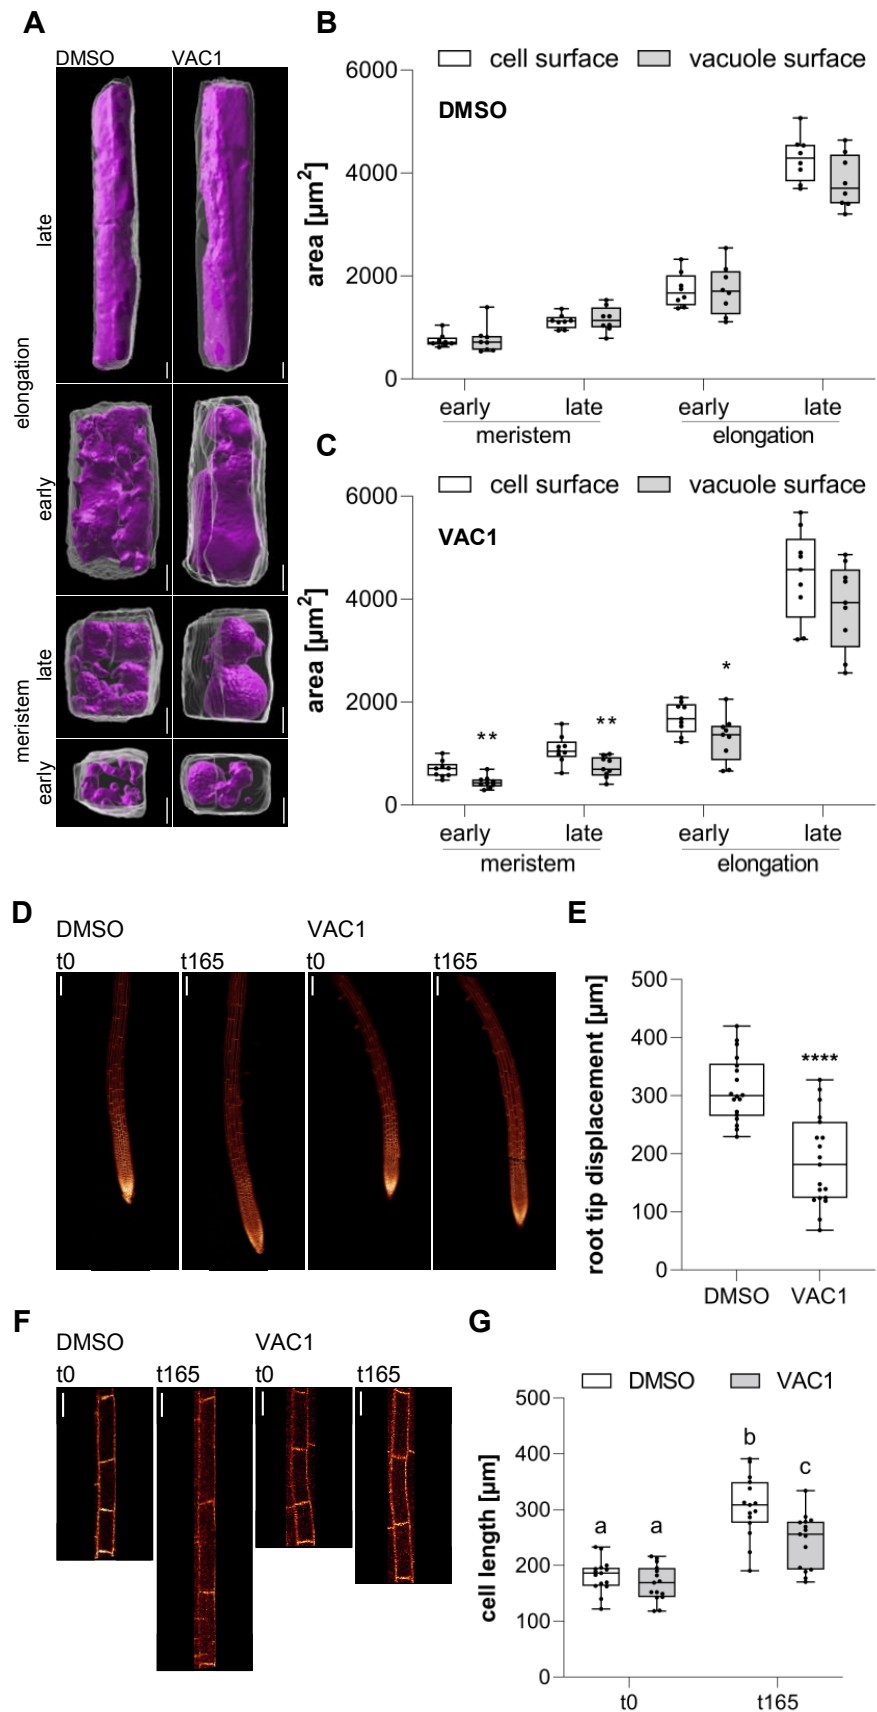 A
DMSO
VAC1
late
elongation
early
late
meristem
early
B
cell surface
vacuole surface
DMSO
area [µm²]
6000
4000
2000
0
early
late
early
late
meristem
elongation
C
cell surface
vacuole surface
VAC1
area [µm²]
6000
4000
2000
0
**
**
*
early
late
early
late
meristem
elongation
D
DMSO
VAC1
t0
t165
t0
t165
E
root tip displacement [µm]
500
400
300
200
100
0
****
DMSO
VAC1
F
DMSO
VAC1
t0
t165
t0
t165
G
DMSO
VAC1
cell length [µm]
500
400
300
200
100
0
a
a
b
c
t0
t165